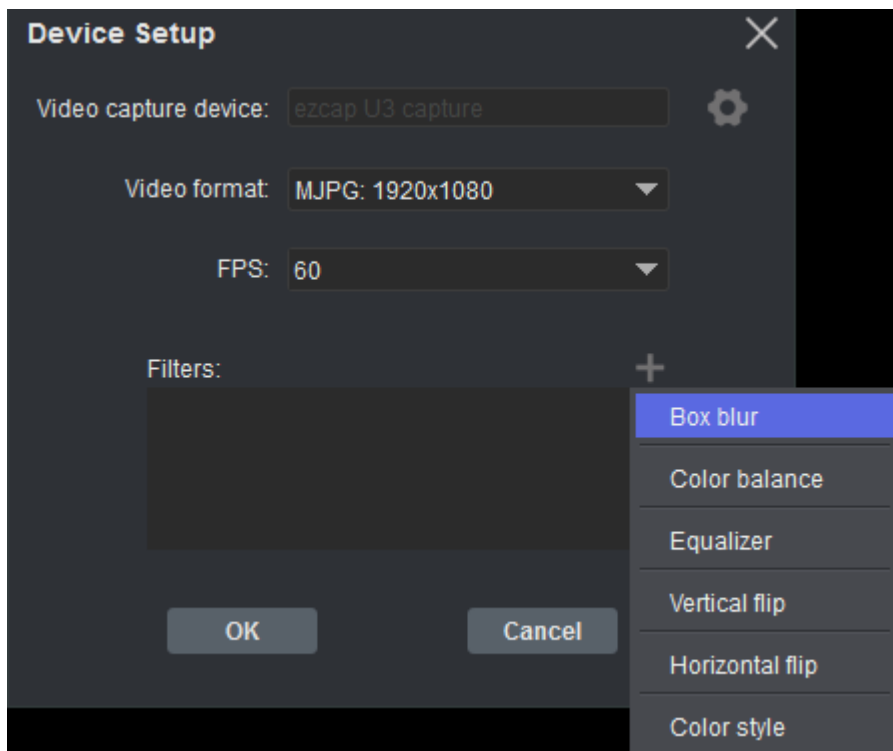 Device Setup
Video capture device: ezcap U3 capture
Video format: MJPG: 1920x1080
FPS: 60
Filters:
Box blur
Color balance
Equalizer
Vertical flip
Horizontal flip
Color style
OK Cancel